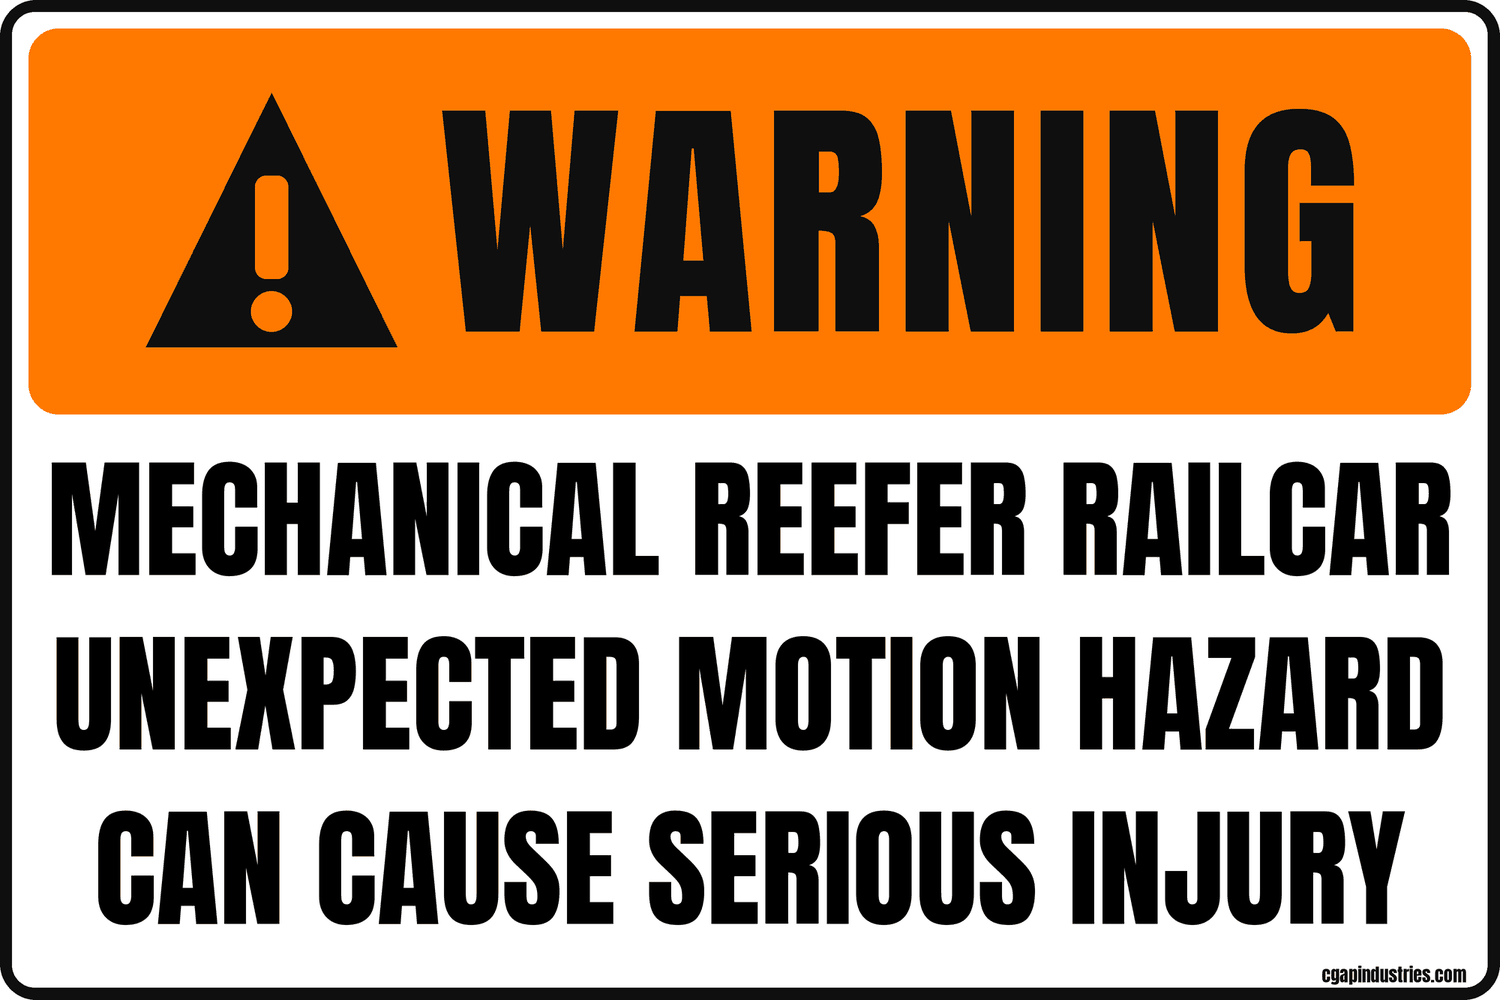 WARNING
MECHANICAL REEFER RAILCAR
UNEXPECTED MOTION HAZARD
CAN CAUSE SERIOUS INJURY
cgapindustries.com